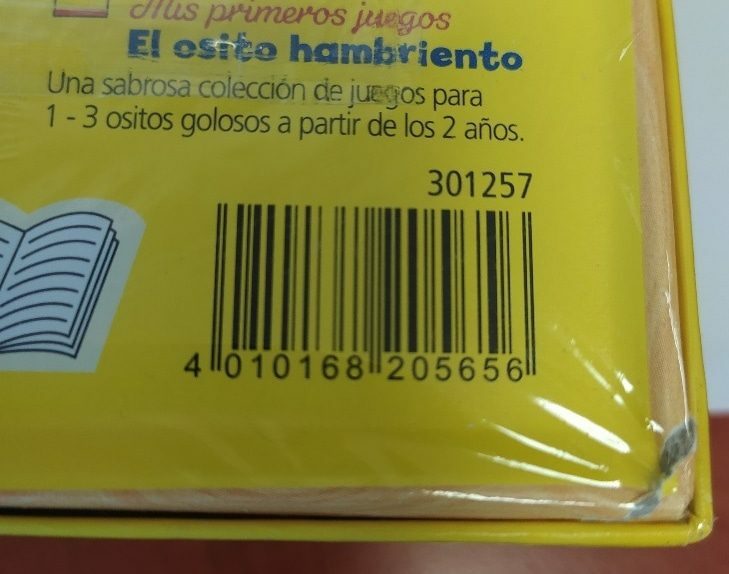 Mis primeros juegos
El osito hambriento
Una sabrosa colección de juegos para
1 - 3 ositos golosos a partir de los 2 años.
301257
4 010168 205656